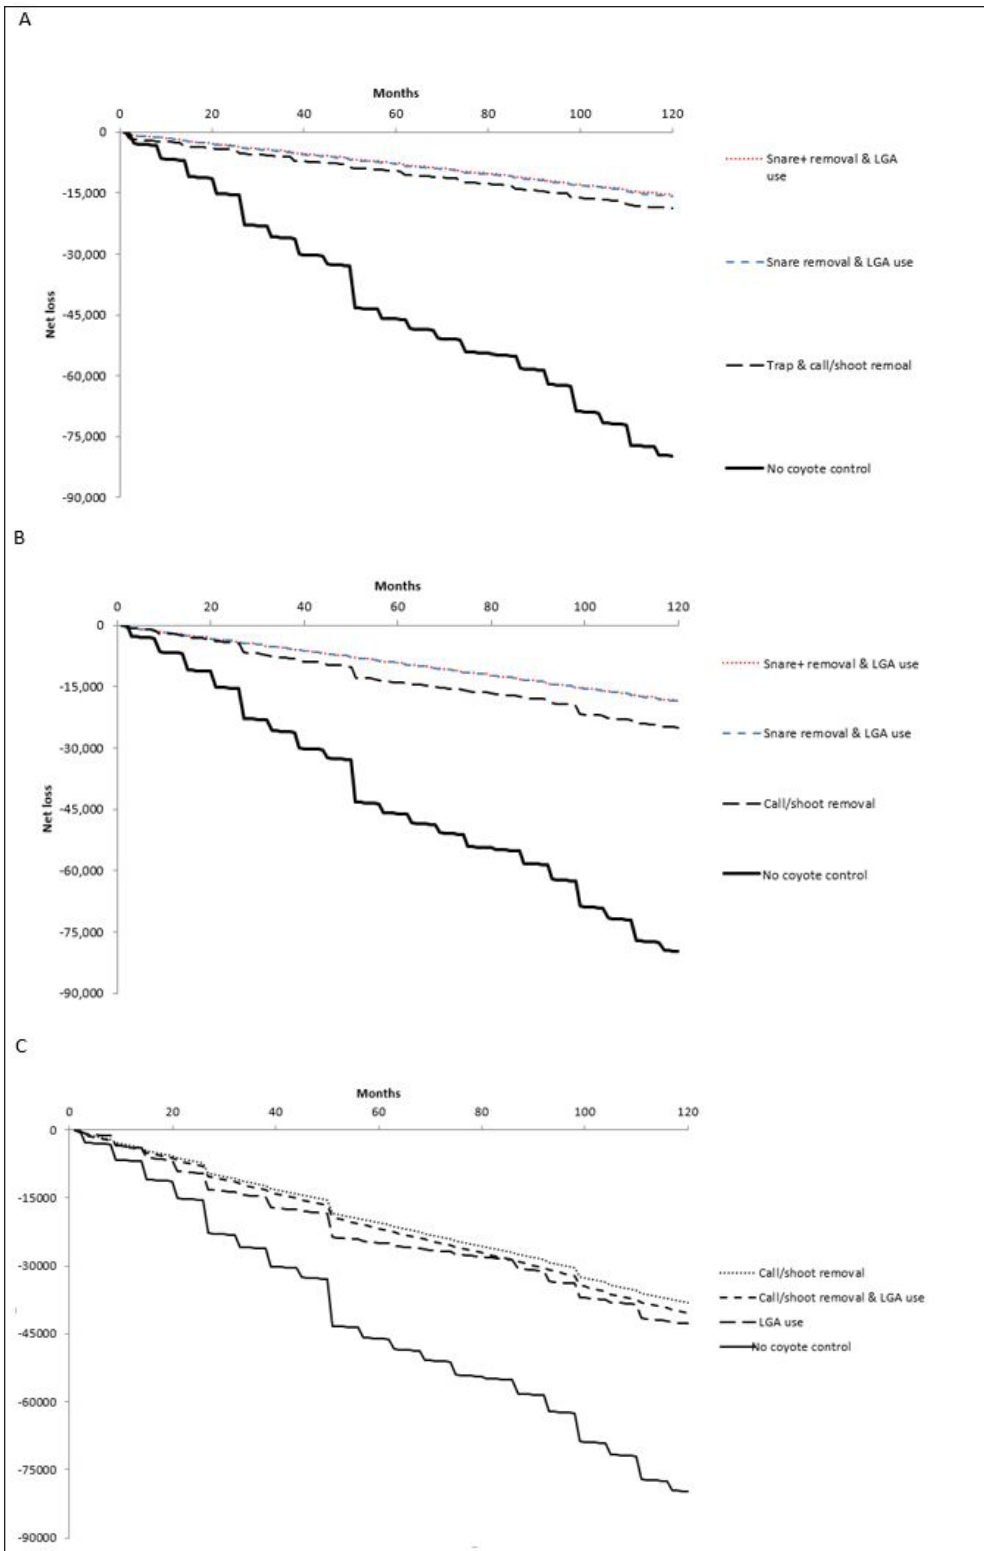 A
Months
0 20 40 60 80 100 120
0
-15,000
-30,000
-45,000
-60,000
-75,000
-90,000
Net loss
Snare+ removal & LGA
use
Snare removal & LGA use
Trap & call/shoot remoal
No coyote control
B
Months
0 20 40 60 80 100 120
0
-15,000
-30,000
-45,000
-60,000
-75,000
-90,000
Net loss
Snare+ removal & LGA use
Snare removal & LGA use
Call/shoot removal
No coyote control
C
Months
0 20 40 60 80 100 120
0
-15000
-30000
-45000
-60000
-75000
-90000
Call/shoot removal
Call/shoot removal & LGA use
LGA use
No coyote control